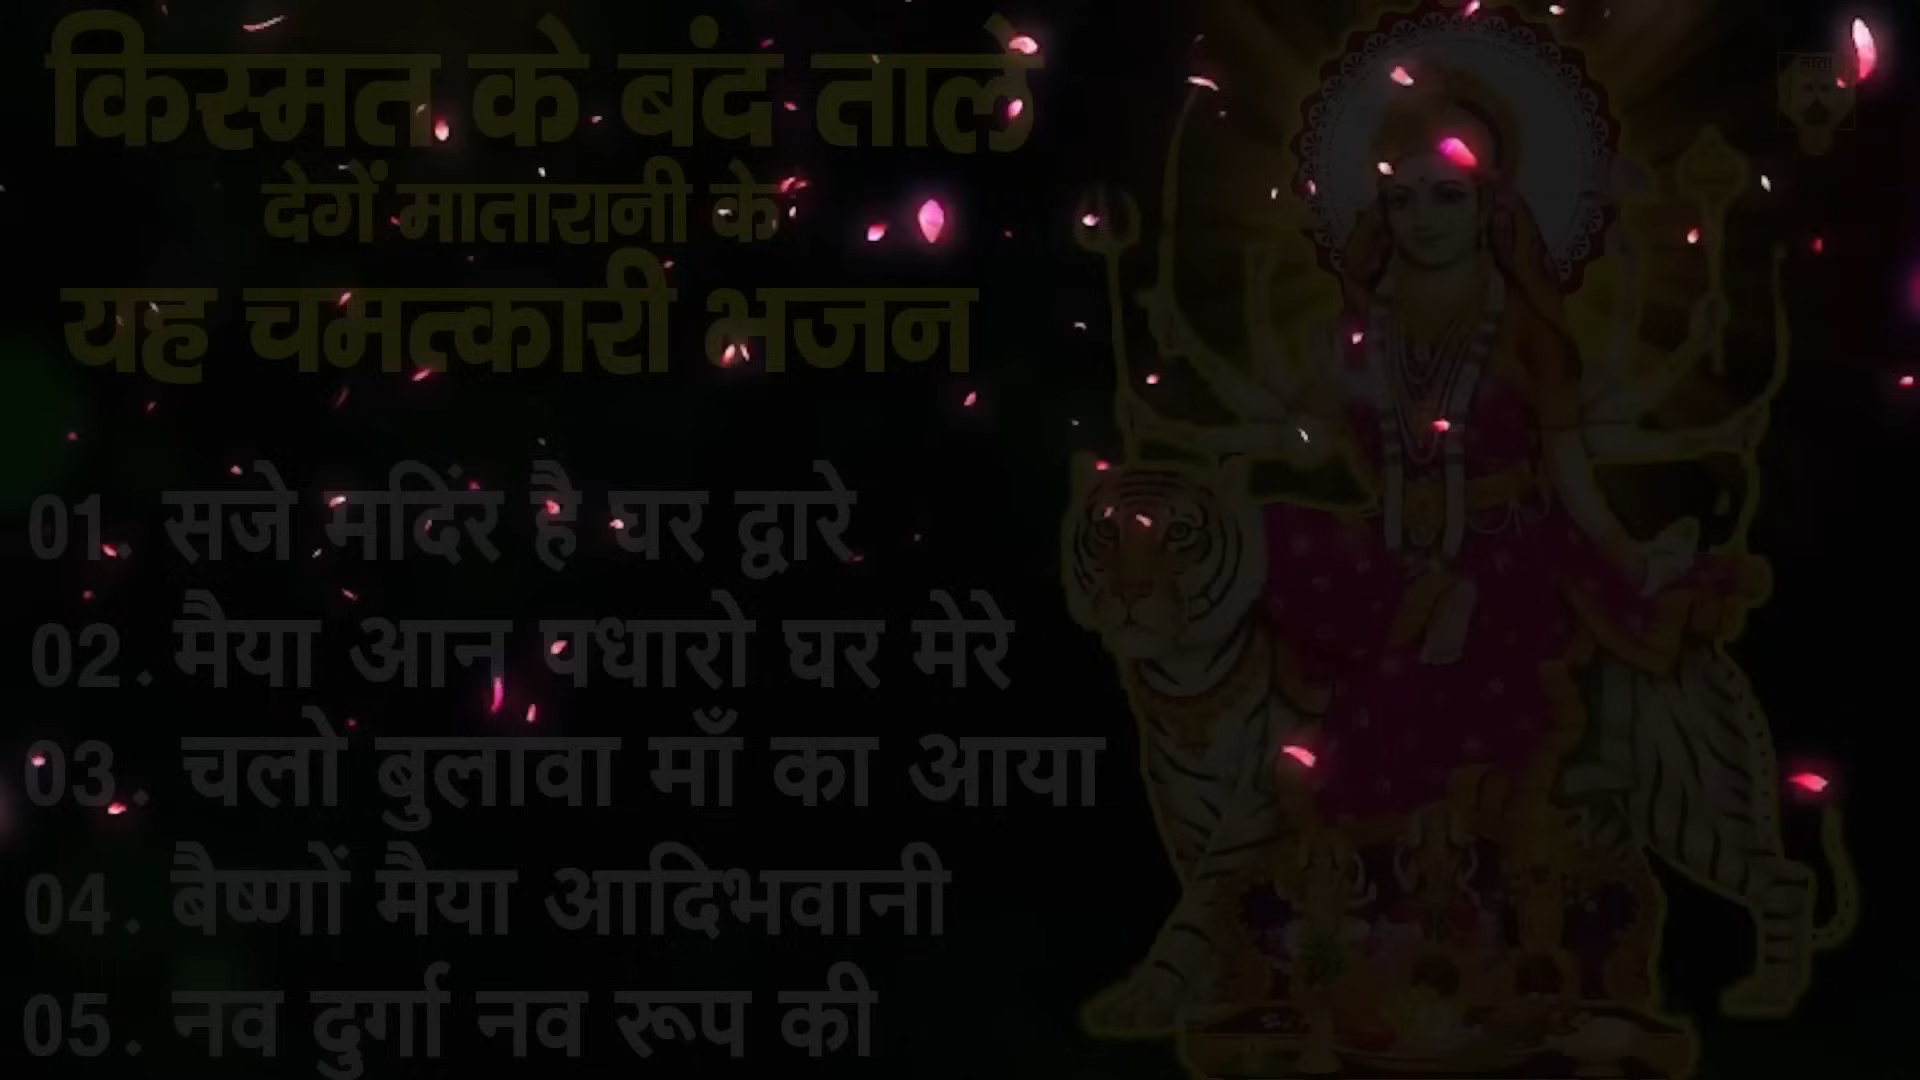 किस्मत के बंद ताले
देगें मातारानी के
यह चमत्कारी भजन
माता
01. सजे मदिंर है घर द्वारे
02. मैया आन पधारो घर मेरे
03. चलो बुलावा माँ का आया
04. बैष्णों मैया आदिभवानी
05. नव दुर्गा नव रूप की